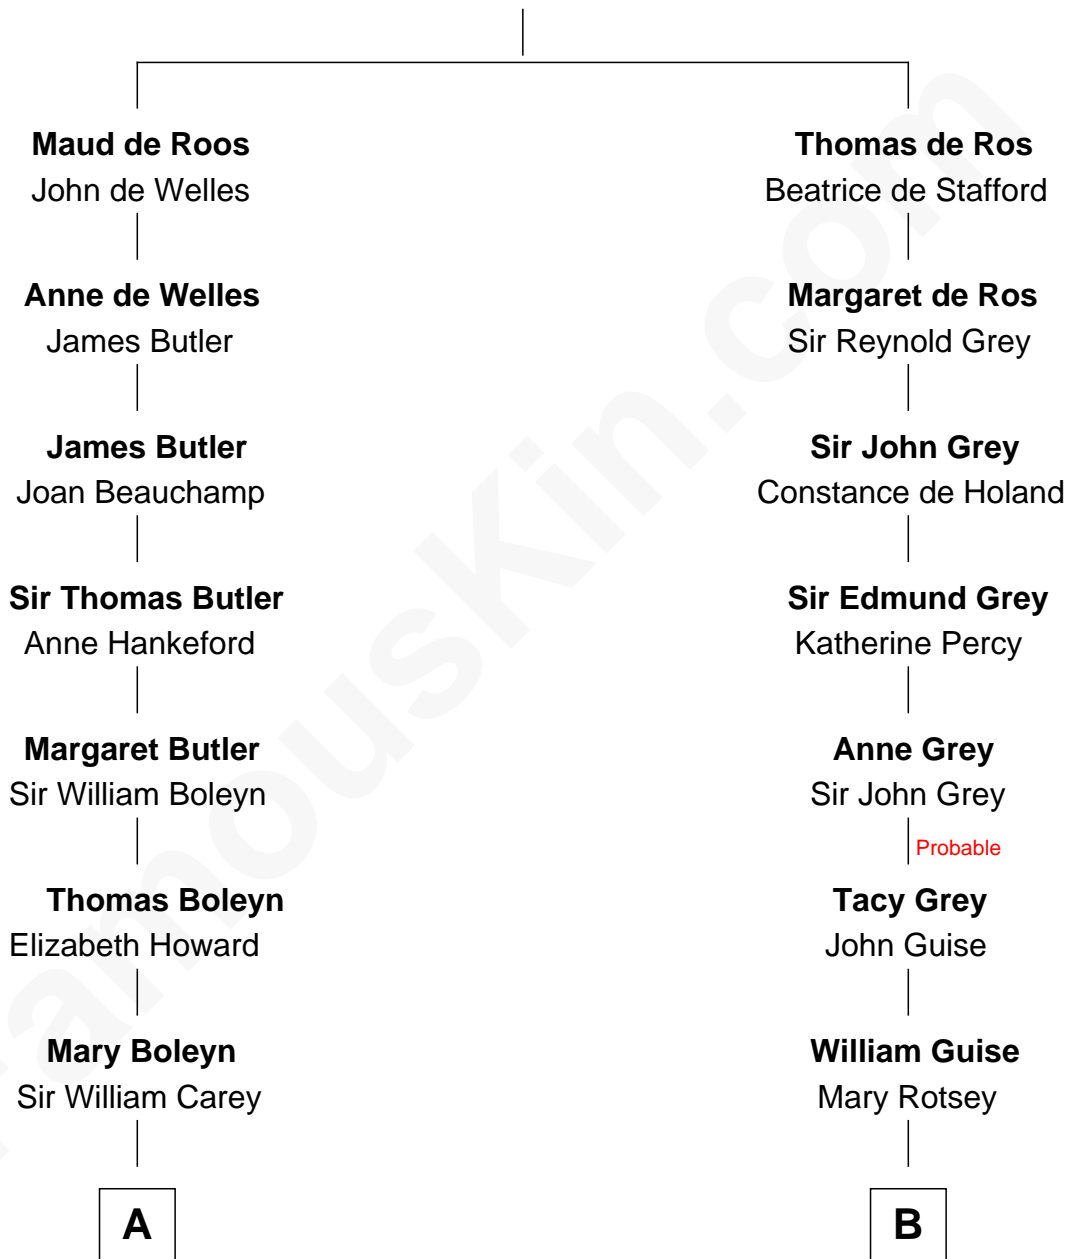 Maud de Roos
John de Welles
Anne de Welles
James Butler
James Butler
Joan Beauchamp
Sir Thomas Butler
Anne Hankeford
Margaret Butler
Sir William Boleyn
Thomas Boleyn
Elizabeth Howard
Mary Boleyn
Sir William Carey
A
Thomas de Ros
Beatrice de Stafford
Margaret de Ros
Sir Reynold Grey
Sir John Grey
Constance de Holand
Sir Edmund Grey
Katherine Percy
Anne Grey
Sir John Grey
Probable
Tacy Grey
John Guise
William Guise
Mary Rotsey
B
FamousKin.com